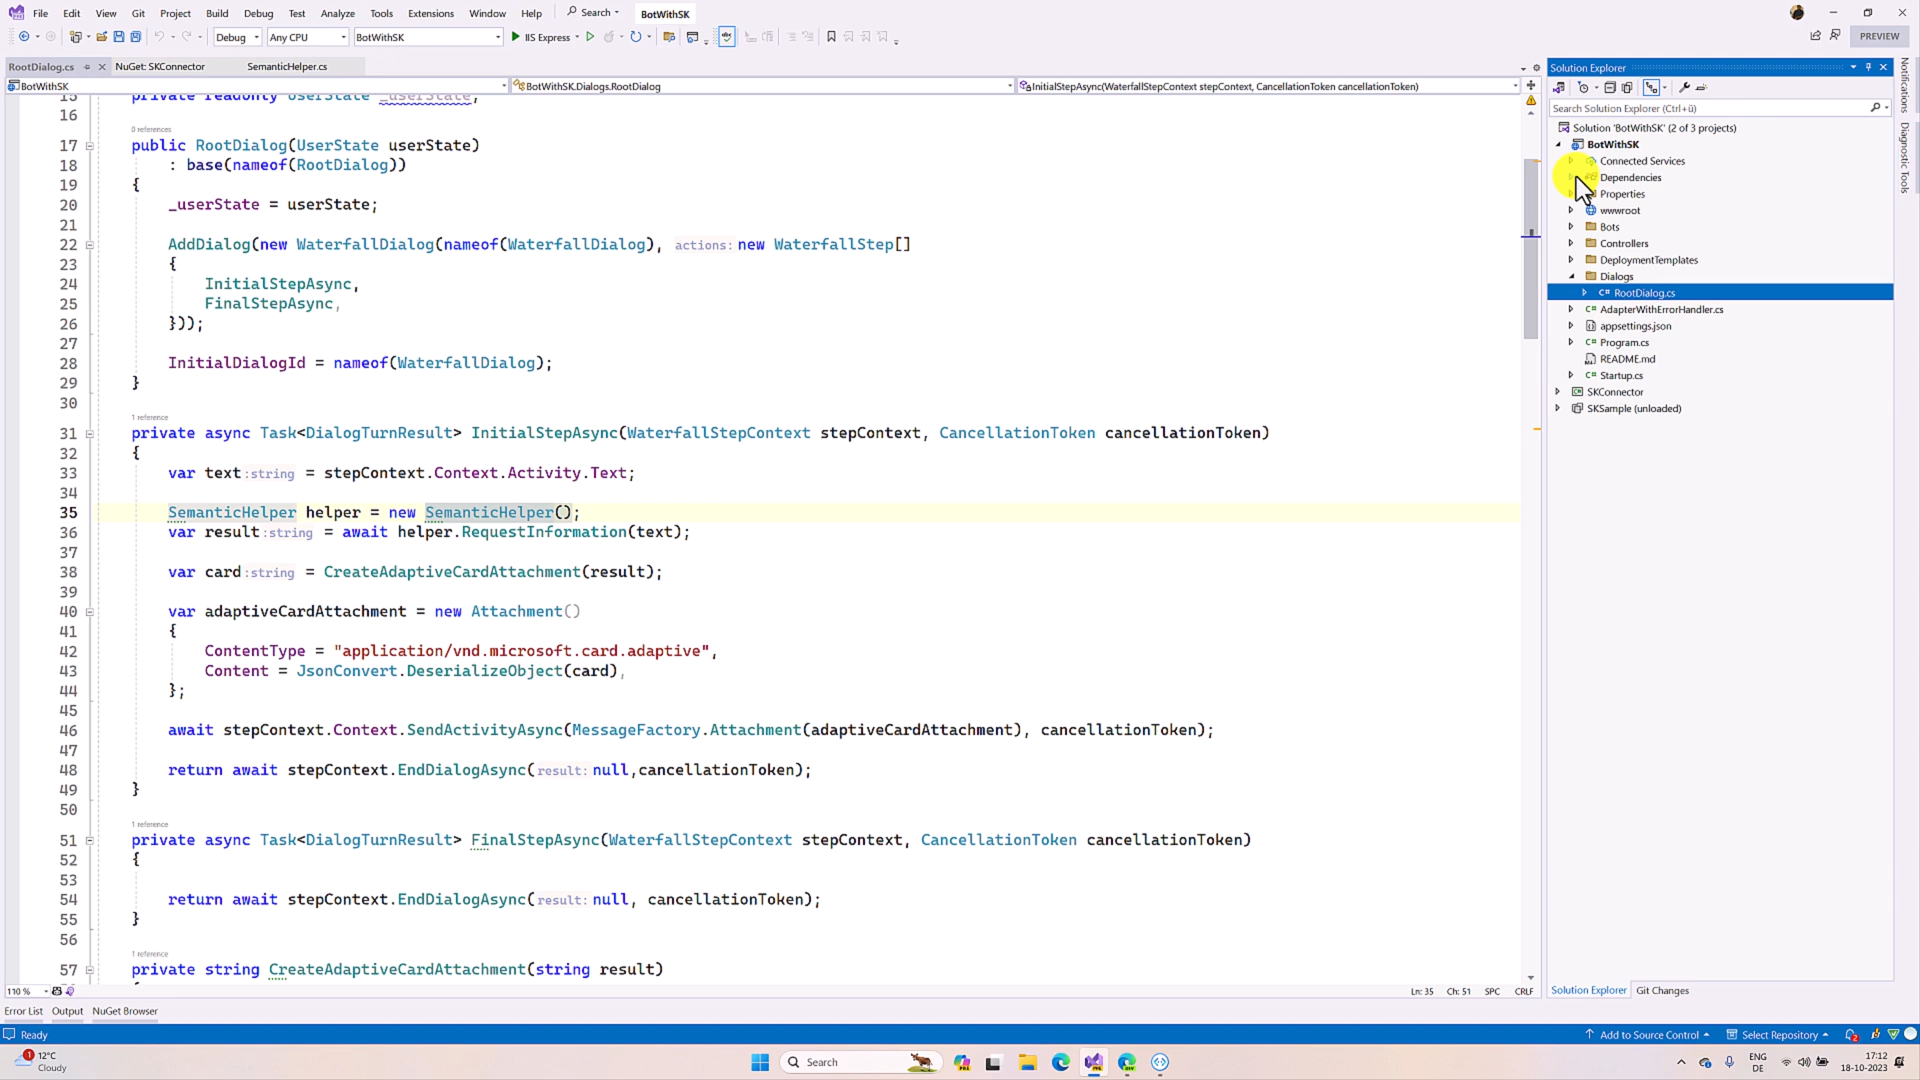 File Edit View Git Project Build Debug Test Analyze Tools Extensions Window Help Search BotWithSK
Debug Any CPU BotWithSK IIS Express PREVIEW
RootDialog.cs NuGet: SKConnector SemanticHelper.cs
BotWithSK BotWithSK.Dialogs.RootDialog InitialStepAsync(WaterfallStepContext stepContext, CancellationToken cancellationToken)
15 private readonly UserState _userState;
16
0 references
17 public RootDialog(UserState userState)
18 : base(nameof(RootDialog))
19 {
20 _userState = userState;
21
22 AddDialog(new WaterfallDialog(nameof(WaterfallDialog), actions: new WaterfallStep[]
23 {
24 InitialStepAsync,
25 FinalStepAsync,
26 }));
27
28 InitialDialogId = nameof(WaterfallDialog);
29 }
30
1 reference
31 private async Task<DialogTurnResult> InitialStepAsync(WaterfallStepContext stepContext, CancellationToken cancellationToken)
32 {
33 var text:string = stepContext.Context.Activity.Text;
34
35 SemanticHelper helper = new SemanticHelper();
36 var result:string = await helper.RequestInformation(text);
37
38 var card:string = CreateAdaptiveCardAttachment(result);
39
40 var adaptiveCardAttachment = new Attachment()
41 {
42 ContentType = "application/vnd.microsoft.card.adaptive",
43 Content = JsonConvert.DeserializeObject(card),
44 };
45
46 await stepContext.Context.SendActivityAsync(MessageFactory.Attachment(adaptiveCardAttachment), cancellationToken);
47
48 return await stepContext.EndDialogAsync(result: null,cancellationToken);
49 }
50
1 reference
51 private async Task<DialogTurnResult> FinalStepAsync(WaterfallStepContext stepContext, CancellationToken cancellationToken)
52 {
53
54 return await stepContext.EndDialogAsync(result: null, cancellationToken);
55 }
56
1 reference
57 private string CreateAdaptiveCardAttachment(string result)
110 % Ln: 35 Ch: 51 SPC CRLF
Solution Explorer
Search Solution Explorer (Ctrl+ü)
Solution 'BotWithSK' (2 of 3 projects)
BotWithSK
Connected Services
Dependencies
Properties
wwwroot
Bots
Controllers
DeploymentTemplates
Dialogs
C# RootDialog.cs
C# AdapterWithErrorHandler.cs
appsettings.json
C# Program.cs
README.md
C# Startup.cs
SKConnector
SKSample (unloaded)
Solution Explorer Git Changes
Notifications
Diagnostic Tools
Error List Output NuGet Browser
Ready Add to Source Control Select Repository 2
1 12°C
Cloudy
Search
ENG
DE
17:12
18-10-2023